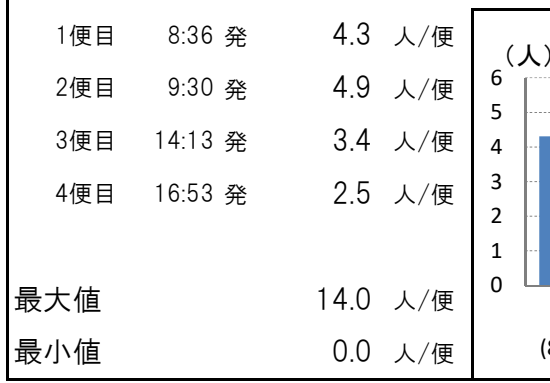 1便目 8:36 発 4.3 人/便
2便目 9:30 発 4.9 人/便
3便目 14:13 発 3.4 人/便
4便目 16:53 発 2.5 人/便
最大値 14.0 人/便
最小値 0.0 人/便
(人)
6
5
4
3
2
1
0
(8